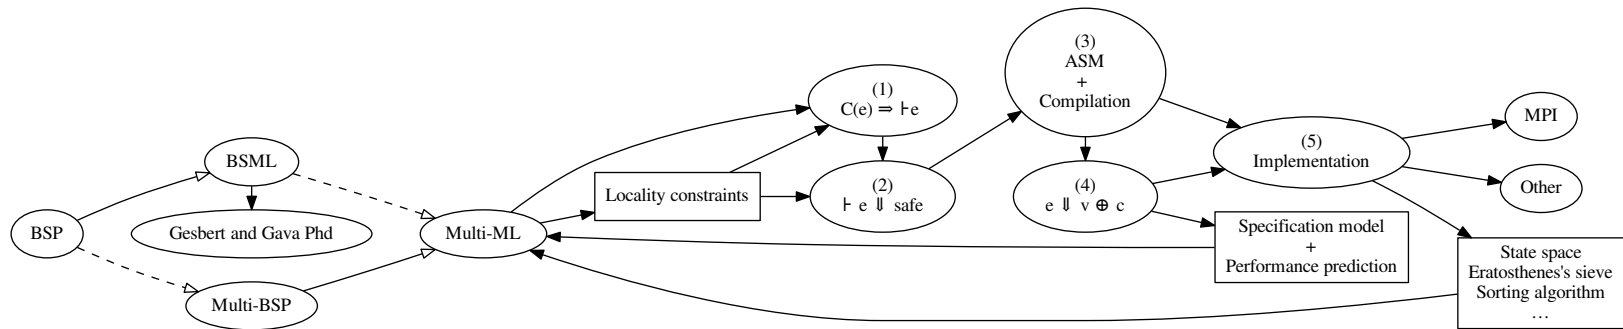 BSP
BSML
Gesbert and Gava Phd
Multi-BSP
Multi-ML
Locality constraints
(1)
C(e) ⇒ ⊦e
(2)
⊦ e ⇓ safe
(3)
ASM
+
Compilation
(4)
e ⇓ v ⊕ c
(5)
Implementation
Specification model
+
Performance prediction
MPI
Other
State space
Eratosthenes's sieve
Sorting algorithm
…